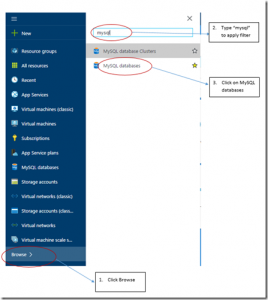 New
Resource groups
All resources
Recent
App Services
Virtual machines (classic)
Virtual machines
Subscriptions
App Service plans
MySQL databases
Storage accounts
Virtual networks (classic)
Storage accounts (class...
Virtual networks
Virtual machine scale s...
Browse >
mysql
MySQL database Clusters
MySQL databases
2. Type "mysql"
to apply filter
3. Click on MySQL
databases
1. Click Browse